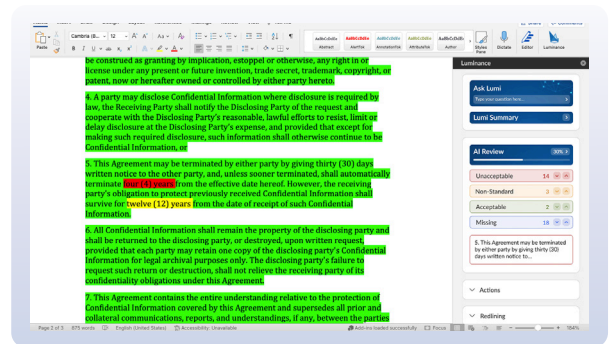 Paste
Cambria (B...
12
B I U
AaBbCcDdEe
Abstract
AaBbCcDdEe
AlertTxt
AaBbCcDdEe
AnnotationTxt
AaBbCcDdEe
AttributeTxt
AaBbCcDdEe
Author
Styles Pane
Dictate
Editor
Luminance
be construed as granting by implication, estoppel or otherwise, any right in or
license under any present or future invention, trade secret, trademark, copyright, or
patent, now or hereafter owned or controlled by either party hereto.
4. A party may disclose Confidential Information where disclosure is required by
law, the Receiving Party shall notify the Disclosing Party of the request and
cooperate with the Disclosing Party's reasonable, lawful efforts to resist, limit or
delay disclosure at the Disclosing Party's expense, and provided that except for
making such required disclosure, such information shall otherwise continue to be
Confidential Information, or
5. This Agreement may be terminated by either party by giving thirty (30) days
written notice to the other party, and, unless sooner terminated, shall automatically
terminate four (4) years from the effective date hereof. However, the receiving
party's obligation to protect previously received Confidential Information shall
survive for twelve (12) years from the date of receipt of such Confidential
Information.
6. All Confidential Information shall remain the property of the disclosing party and
shall be returned to the disclosing party, or destroyed, upon written request,
provided that each party may retain one copy of the disclosing party's Confidential
Information for legal archival purposes only. The disclosing party's failure to
request such return or destruction, shall not relieve the receiving party of its
confidentiality obligations under this Agreement.
7. This Agreement contains the entire understanding relative to the protection of
Confidential Information covered by this Agreement and supersedes all prior and
collateral communications, reports, and understandings, if any, between the parties
Luminance
Ask Lumi
Type your question here...
Lumi Summary
AI Review
30%
Unacceptable 14
Non-Standard 3
Acceptable 2
Missing 18
5. This Agreement may be terminated
by either party by giving thirty (30)
days written notice to...
Actions
Redlining
Page 2 of 3 875 words English (United States) Accessibility: Unavailable Add-ins loaded successfully Focus 184%